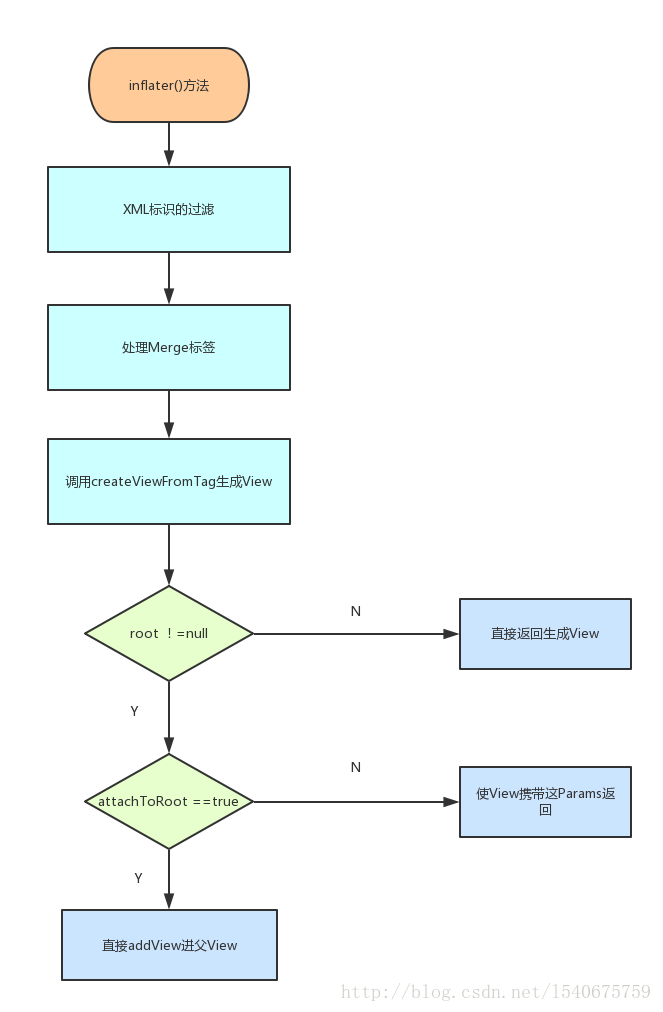 inflater()方法
XML标识的过滤
处理Merge标签
调用createViewFromTag生成View
root ！=null
N
直接返回生成View
Y
attachToRoot ==true
N
使View携带这Params返
回
Y
直接addView进父View
http://blog.csdn.net/1540675759